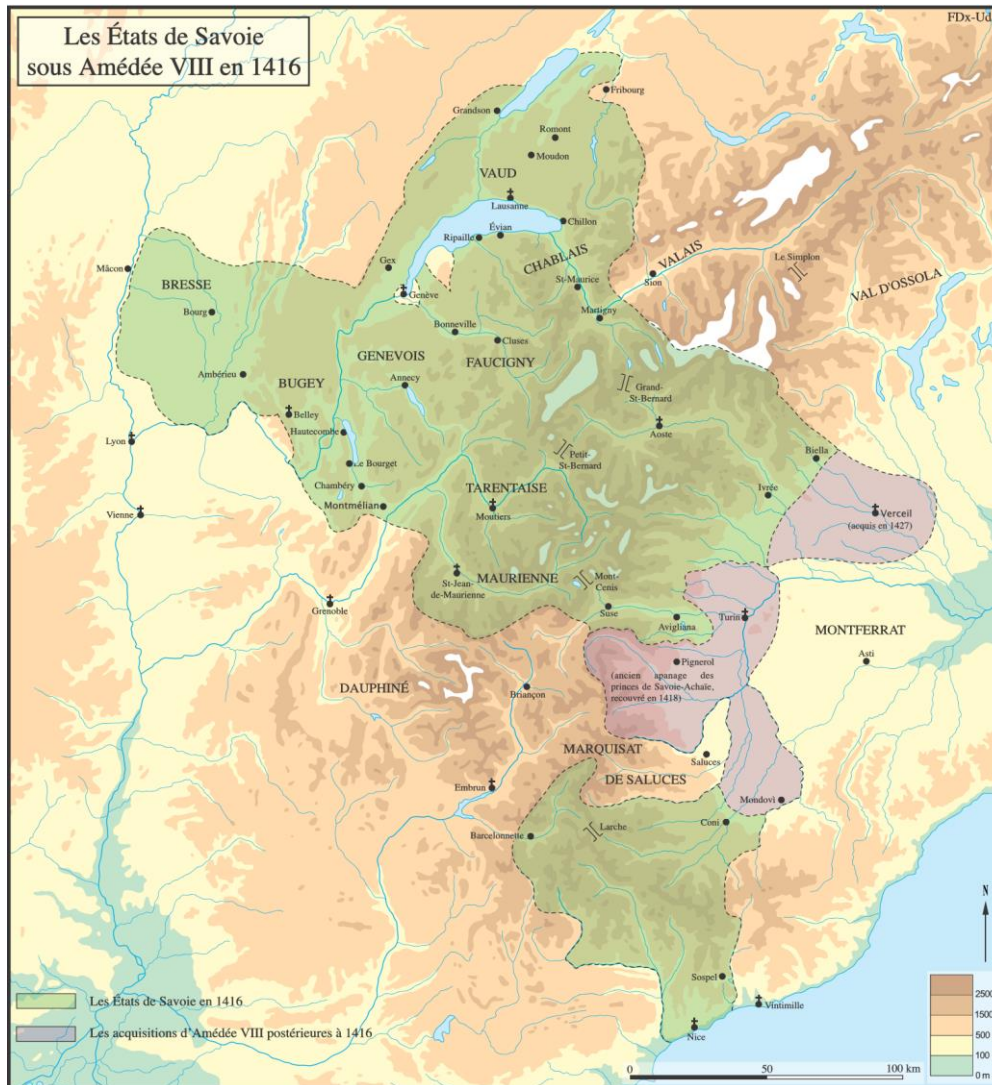 Les États de Savoie
sous Amédée VIII en 1416
FDx-Ud
Fribourg
Grandson
Romont
Moudon
VAUD
Lausanne
Chillon
Évian
Ripaille
CHABLAIS
VALAIS
Le Simplon
Gex
Mâcon
St-Maurice
Sion
VAL D'OSSOLA
BRESSE
Genève
Bourg
Martigny
Bonneville
Cluses
GENEVOIS
FAUCIGNY
Ambérieu
BUGEY
Annecy
Grand-
St-Bernard
Belley
Hautecombe
Aoste
Lyon
Petit-
St-Bernard
Biella
Le Bourget
Chambéry
TARENTAISE
Ivrée
Montmélian
Moutiers
Vienne
Verceil
(acquis en 1427)
St-Jean-
de-Maurienne
MAURIENNE
Mont-
Cenis
Grenoble
Suse
Avigliana
Turin
MONTFERRAT
Asti
Pignerol
(ancien apanage des
princes de Savoie-Achaïe,
recouvré en 1418)
DAUPHINÉ
Briançon
MARQUISAT
DE SALUCES
Saluces
Embrun
Mondovi
Barcelonnette
Larche
Coni
N
Sospel
Vintimille
Nice
Les États de Savoie en 1416
Les acquisitions d'Amédée VIII postérieures à 1416
0
50
100 km
2500
1500
500
100
0 m